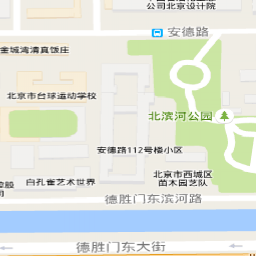 公司北京设计院
安德路
金城湾清真饭庄
北京市台球运动学校
北滨河公园
安德路112号楼小区
北京市西城区
苗木园艺队
白孔雀艺术世界
德胜门东滨河路
德胜门东大街